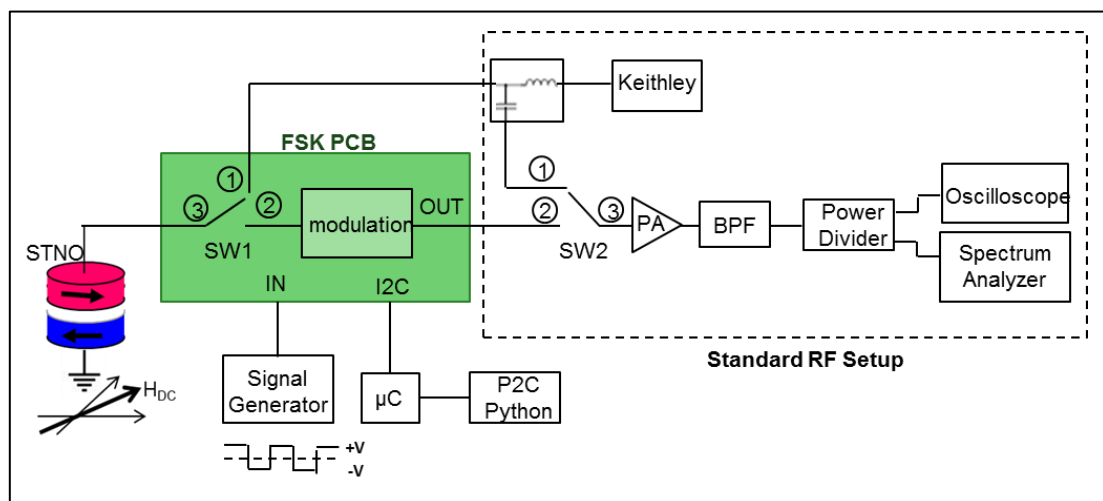 Keithley
FSK PCB
①
③
②
modulation
OUT
SW1
STNO
IN
I2C
①
②
③
SW2
PA
BPF
Power
Divider
Oscilloscope
Spectrum
Analyzer
Standard RF Setup
H_DC
Signal
Generator
µC
P2C
Python
+V
-V